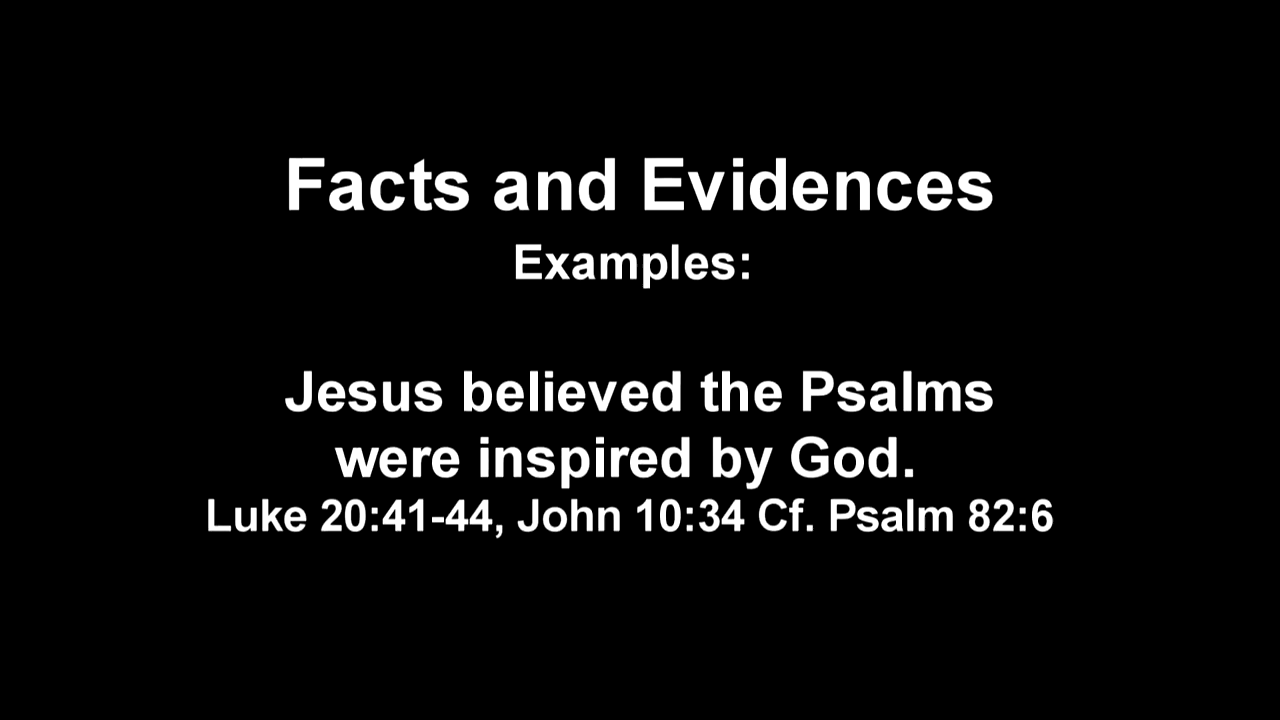 Facts and Evidences
Examples:
Jesus believed the Psalms
were inspired by God.
Luke 20:41-44, John 10:34 Cf. Psalm 82:6